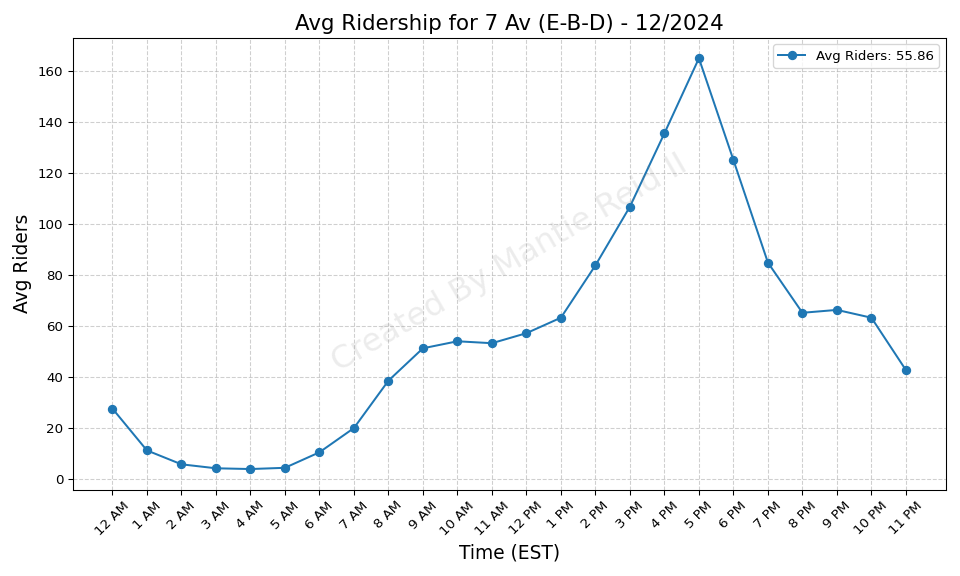 Avg Ridership for 7 Av (E-B-D) - 12/2024
Avg Riders: 55.86
160
140
120
100
80
60
40
20
0
Avg Riders
Created By Mantie Reid II
12 AM
1 AM
2 AM
3 AM
4 AM
5 AM
6 AM
7 AM
8 AM
9 AM
10 AM
11 AM
12 PM
1 PM
2 PM
3 PM
4 PM
5 PM
6 PM
7 PM
8 PM
9 PM
10 PM
11 PM
Time (EST)